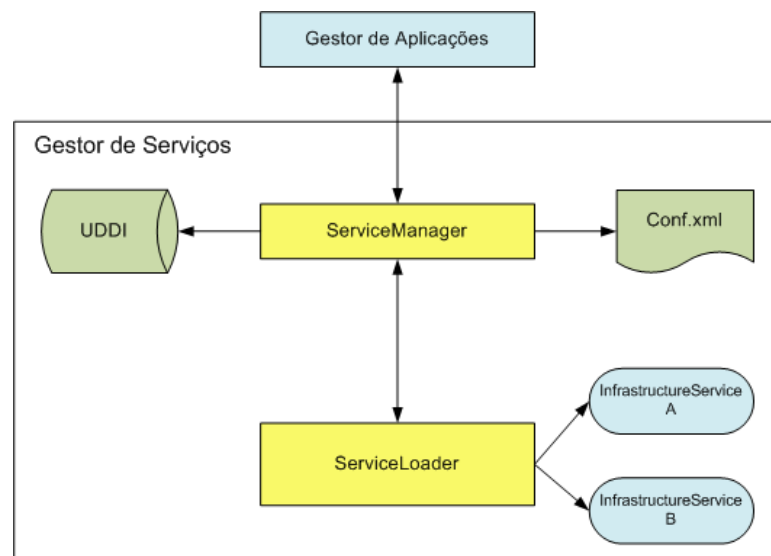 Gestor de Aplicações
Gestor de Serviços
UDDI
ServiceManager
Conf.xml
InfrastructureService
A
ServiceLoader
InfrastructureService
B